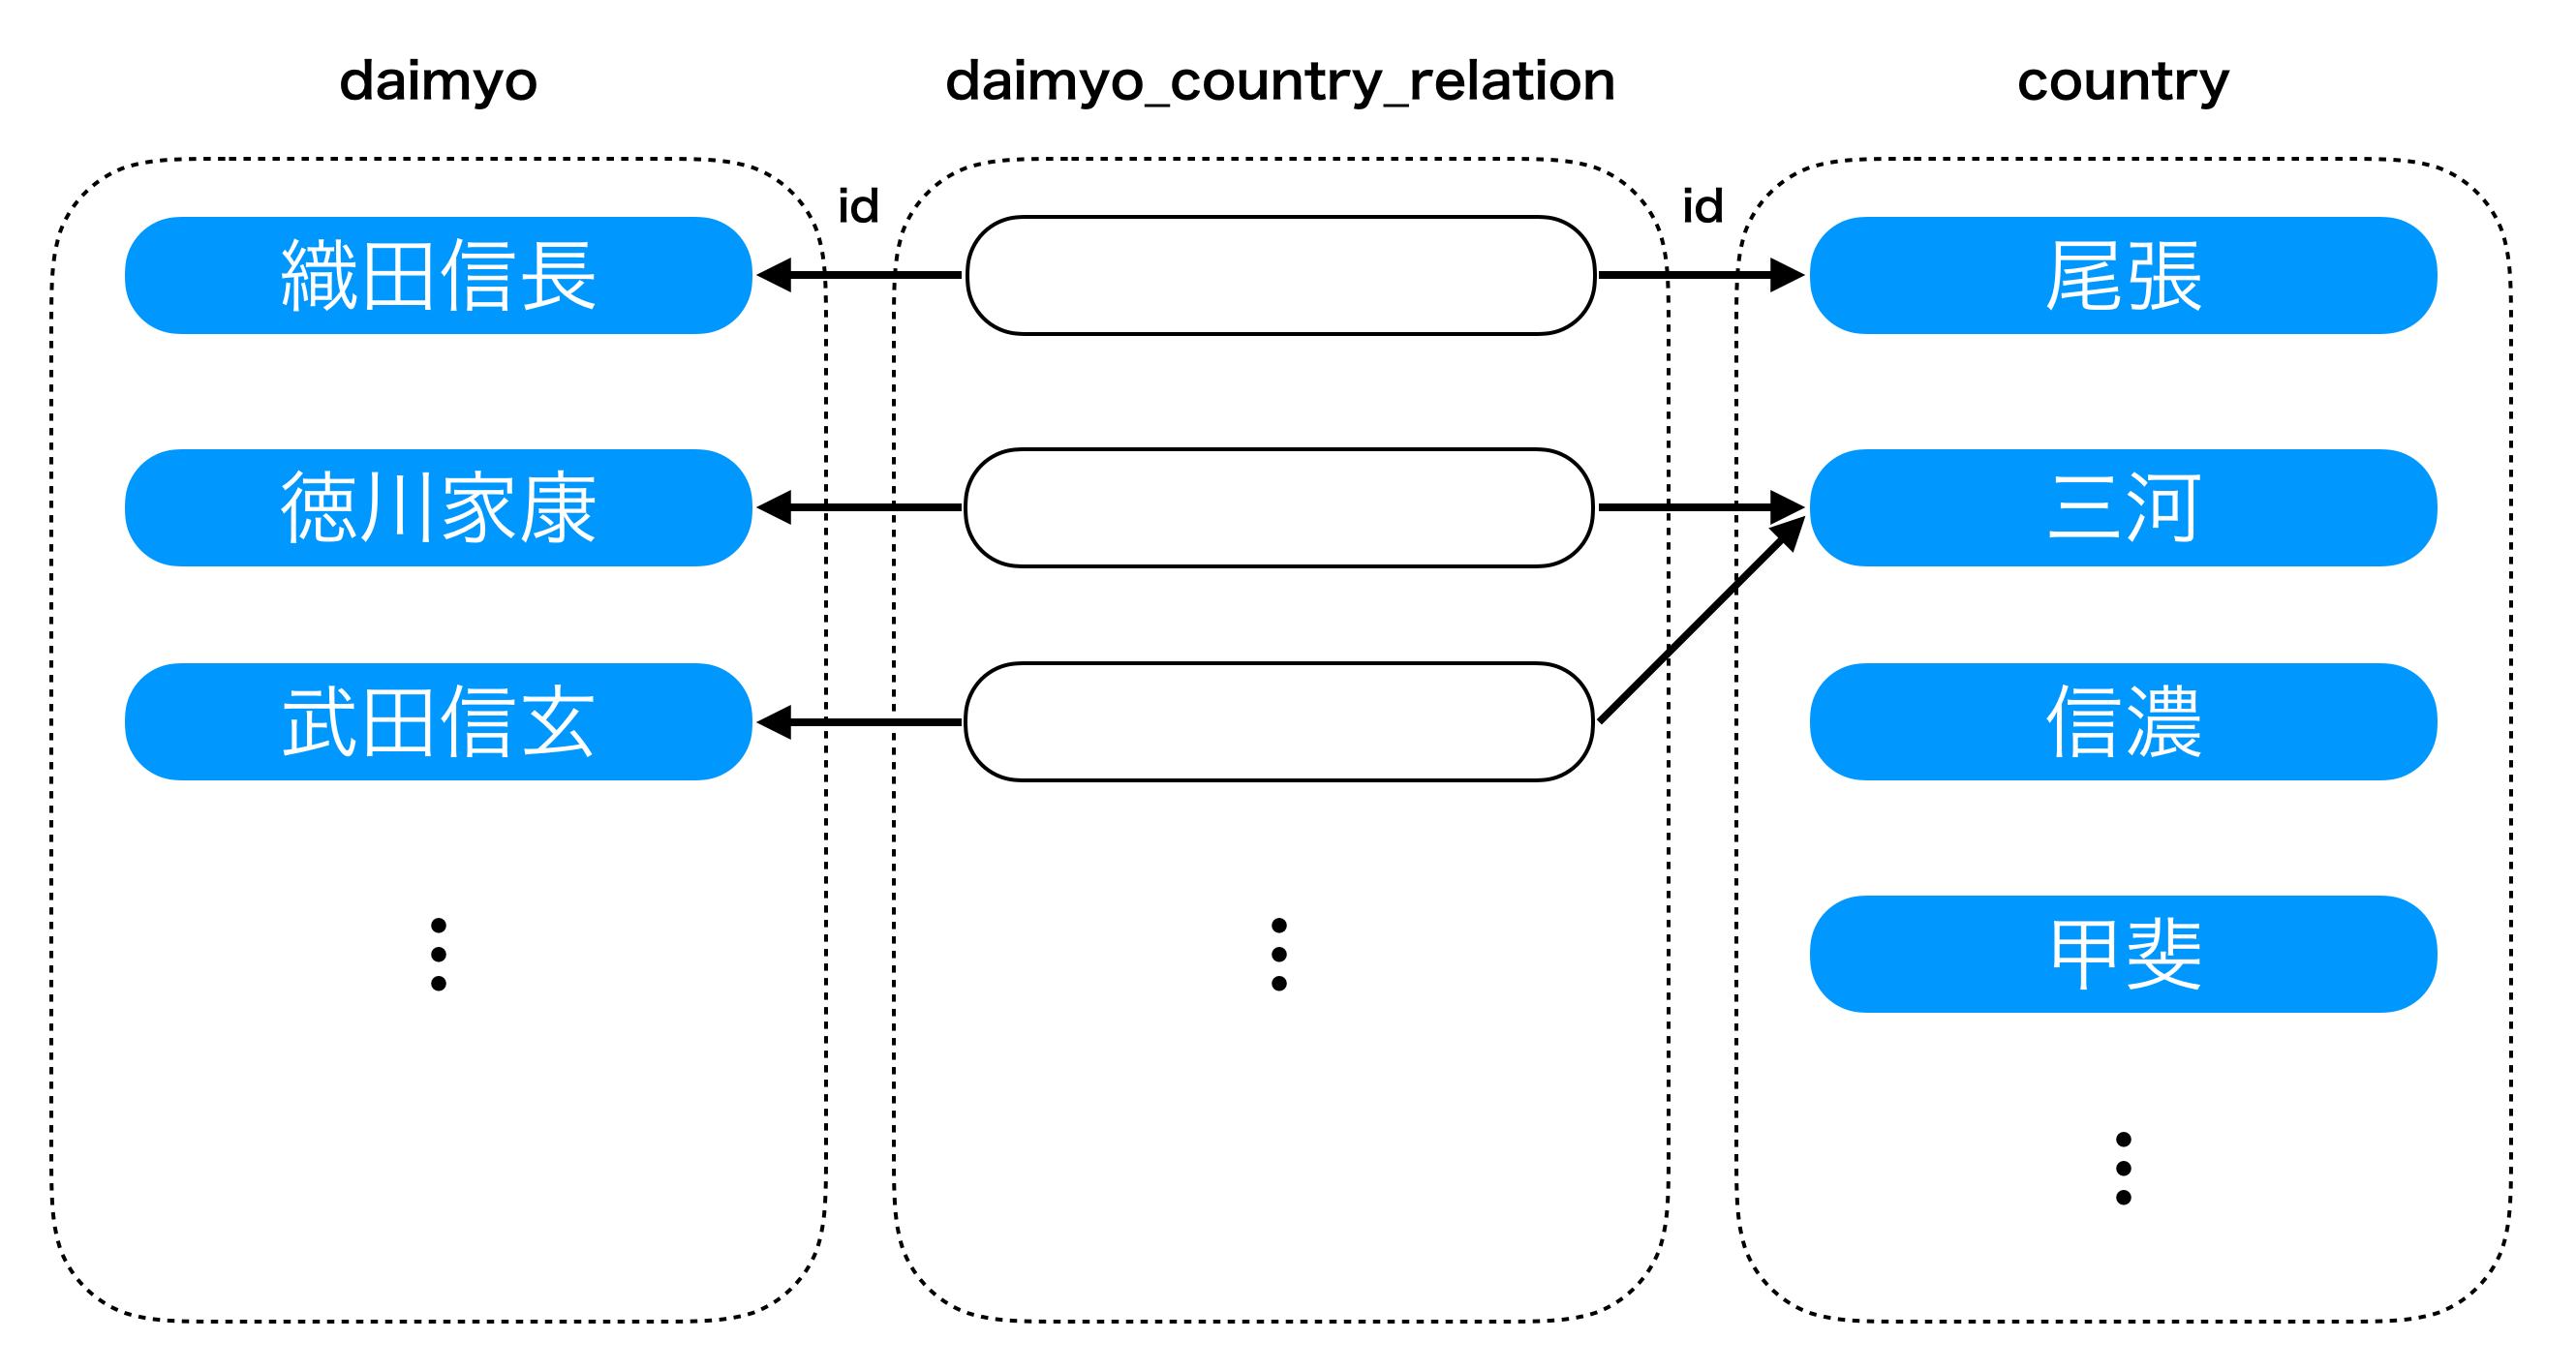 daimyo
daimyo_country_relation
country
id
id
織田信長
尾張
徳川家康
三河
武田信玄
信濃
甲斐